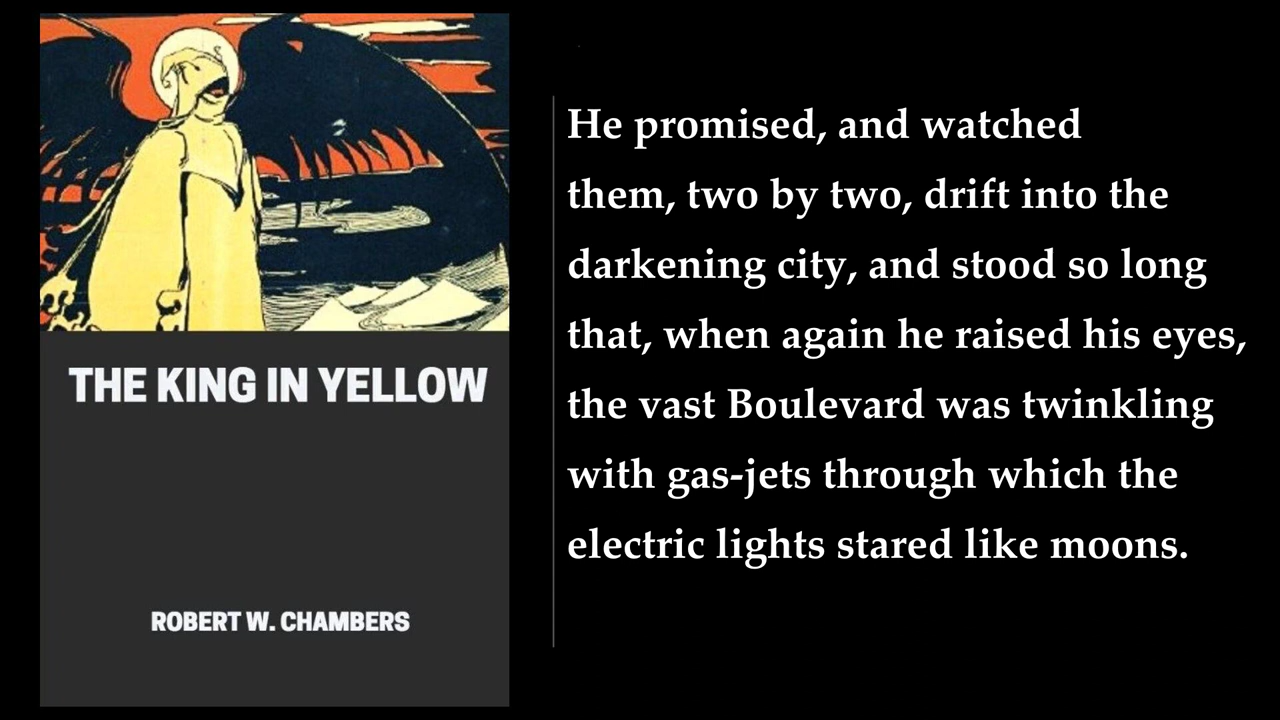 THE KING IN YELLOW
ROBERT W. CHAMBERS
He promised, and watched
them, two by two, drift into the
darkening city, and stood so long
that, when again he raised his eyes,
the vast Boulevard was twinkling
with gas-jets through which the
electric lights stared like moons.